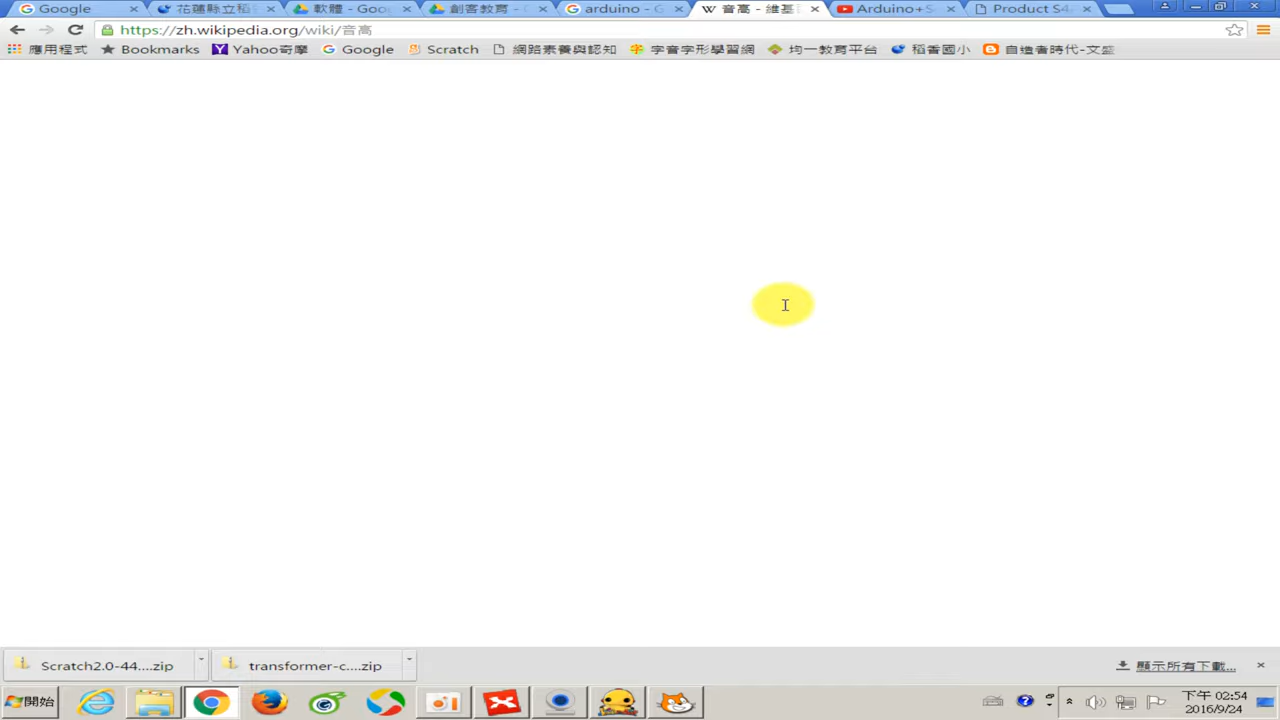 Google
花蓮縣立稻
軟體 - Goo
創客教育 -
arduino - G
音高 - 維基
Arduino+S
Product S4
https://zh.wikipedia.org/wiki/音高
應用程式 Bookmarks Yahoo奇摩 Google Scratch 網路素養與認知 字音字形學習網 均一教育平台 稻香國小 自造者時代-文盛
Scratch2.0-44....zip transformer-c....zip 顯示所有下載...
開始
下午 02:54
2016/9/24